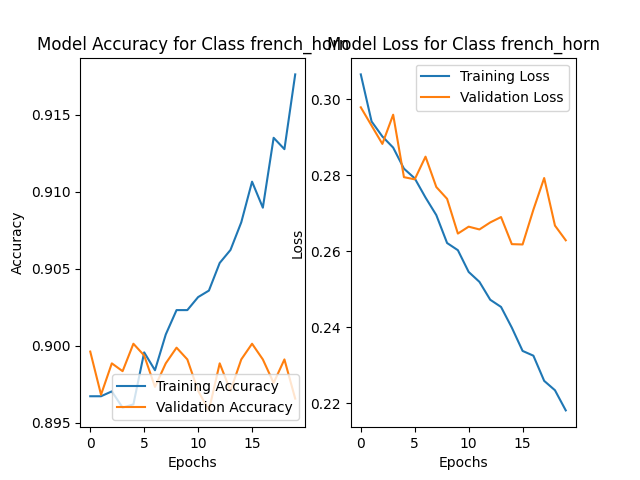 Model Accuracy for Class french_horn
Accuracy
0.915
0.910
0.905
0.900
0.895
0
5
10
15
Epochs
Training Accuracy
Validation Accuracy
Model Loss for Class french_horn
Loss
0.30
0.28
0.26
0.24
0.22
0
5
10
15
Epochs
Training Loss
Validation Loss